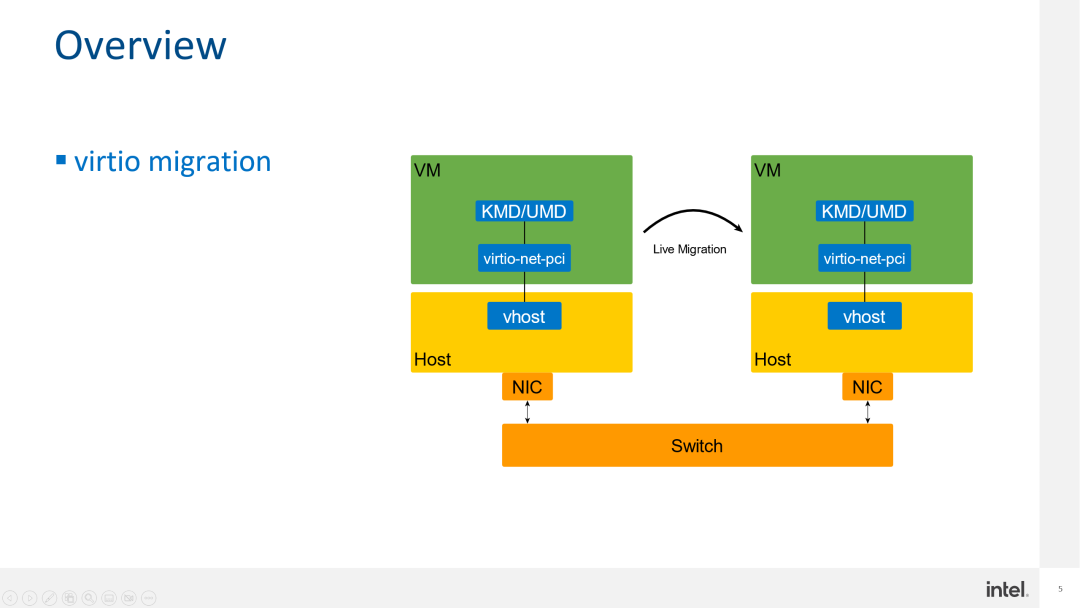 Overview
virtio migration
VM
KMD/UMD
virtio-net-pci
vhost
Host
NIC
Live Migration
VM
KMD/UMD
virtio-net-pci
vhost
Host
NIC
Switch
intel.
5